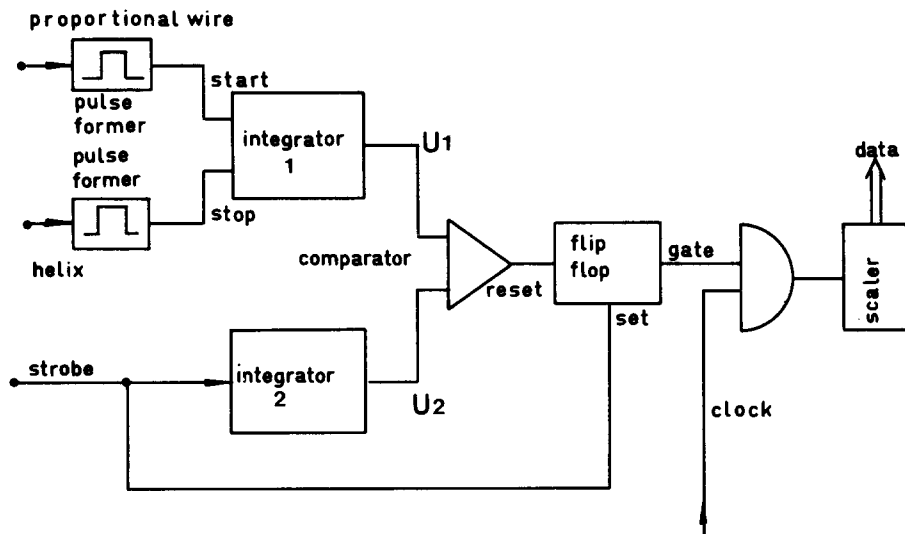 proportional wire
start
pulse
former
integrator
1
U1
pulse
former
stop
helix
data
comparator
flip
flop
gate
reset
set
scaler
strobe
integrator
2
U2
clock